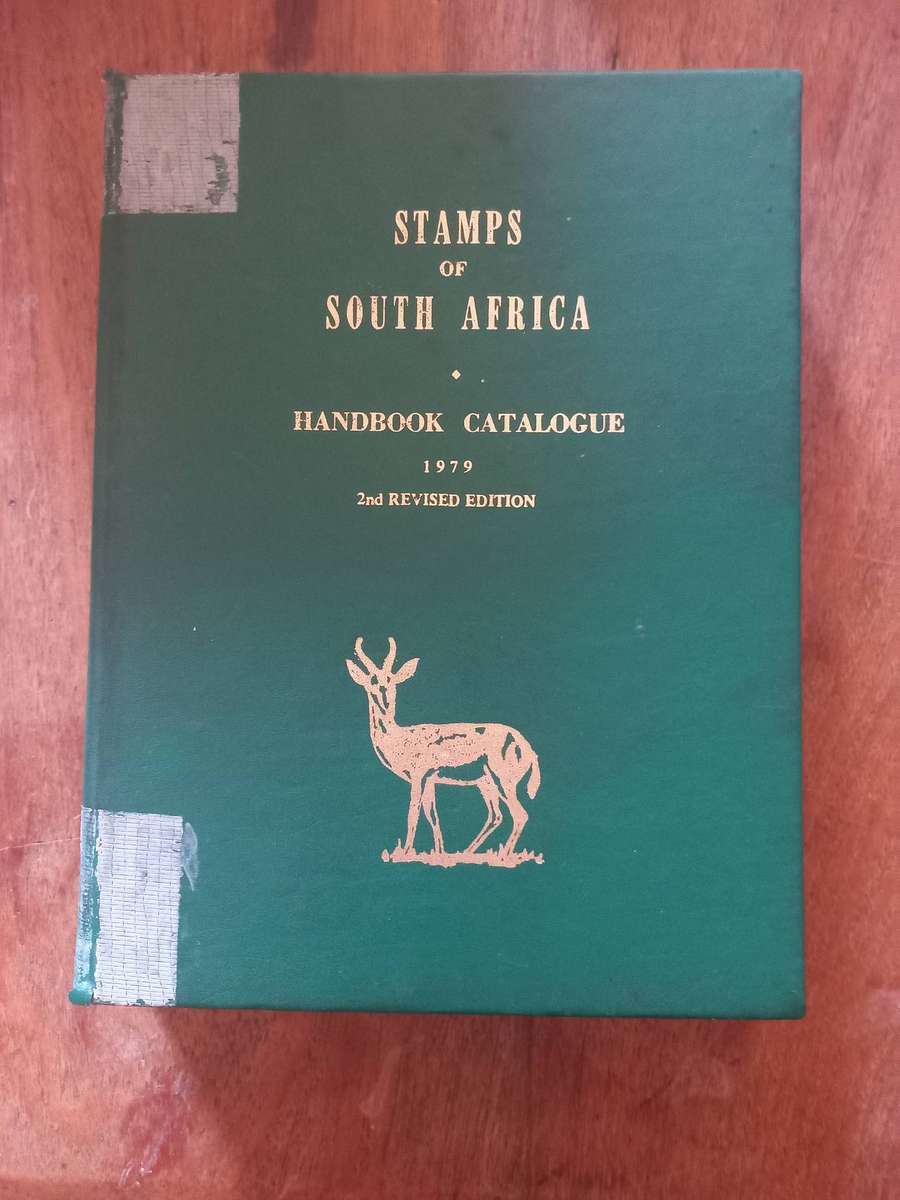 STAMPS
OF
SOUTH AFRICA
HANDBOOK CATALOGUE
1979
2nd REVISED EDITION